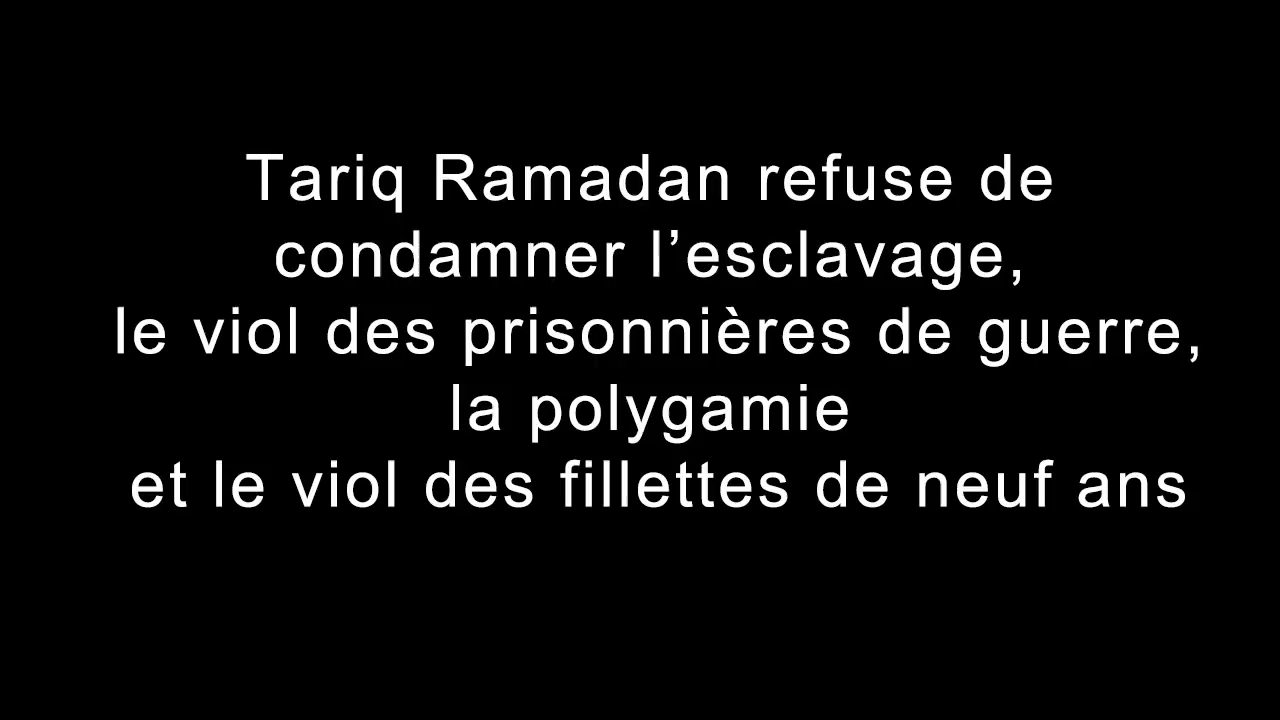 Tariq Ramadan refuse de
condamner l’esclavage,
le viol des prisonnières de guerre,
la polygamie
et le viol des fillettes de neuf ans